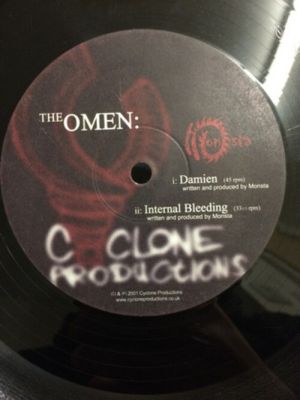 THE OMEN:
Monsta
i: Damien (45 rpm)
written and produced by Monsta
ii: Internal Bleeding (33⅓ rpm)
written and produced by Monsta
C CLONE
PRODUCTIONS
(C) & (P) 2001 Cyclone Productions
www.cycloneproductions.co.uk